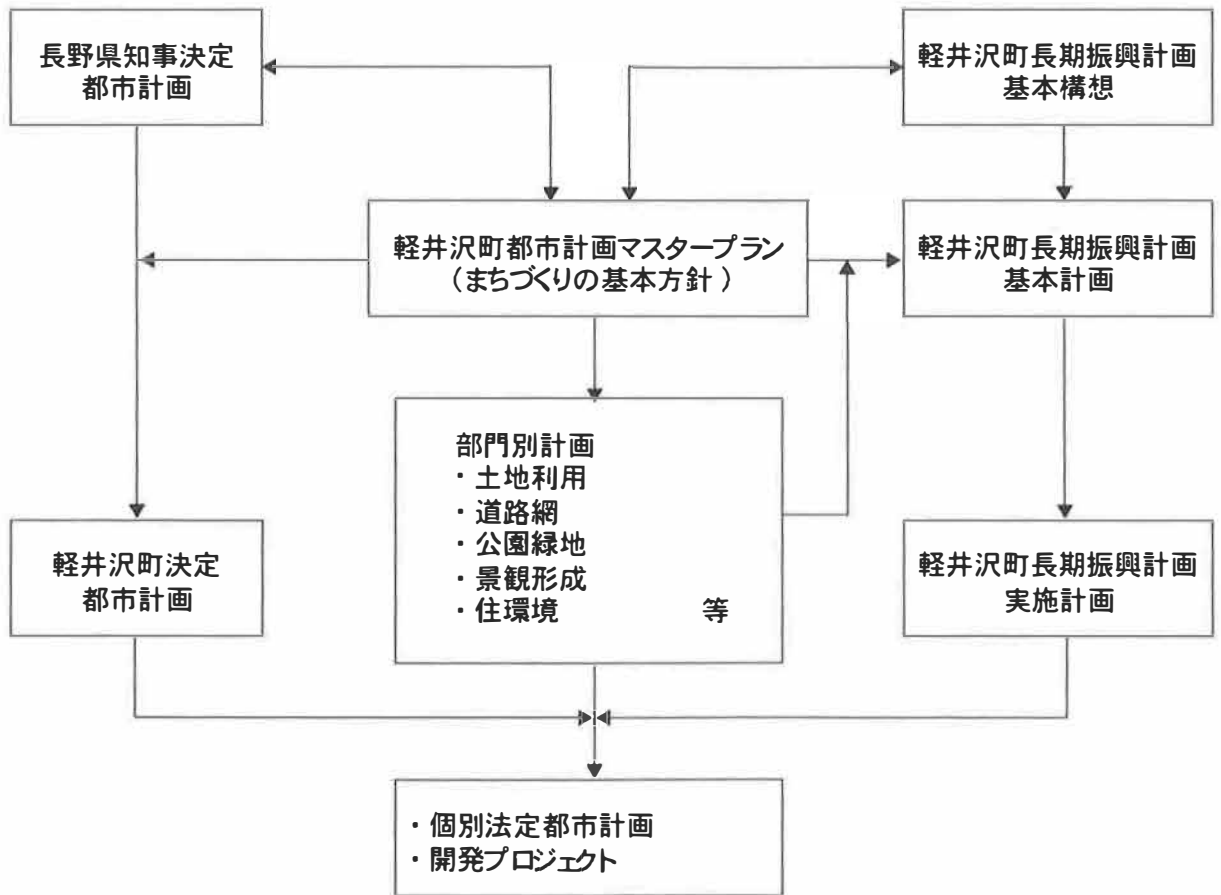 長野県知事決定
都市計画
軽井沢町長期振興計画
基本構想
軽井沢町都市計画マスタープラン
（まちづくりの基本方針）
軽井沢町長期振興計画
基本計画
部門別計画
・土地利用
・道路網
・公園緑地
・景観形成
・住環境　　　　　等
軽井沢町決定
都市計画
軽井沢町長期振興計画
実施計画
・個別法定都市計画
・開発プロジェクト